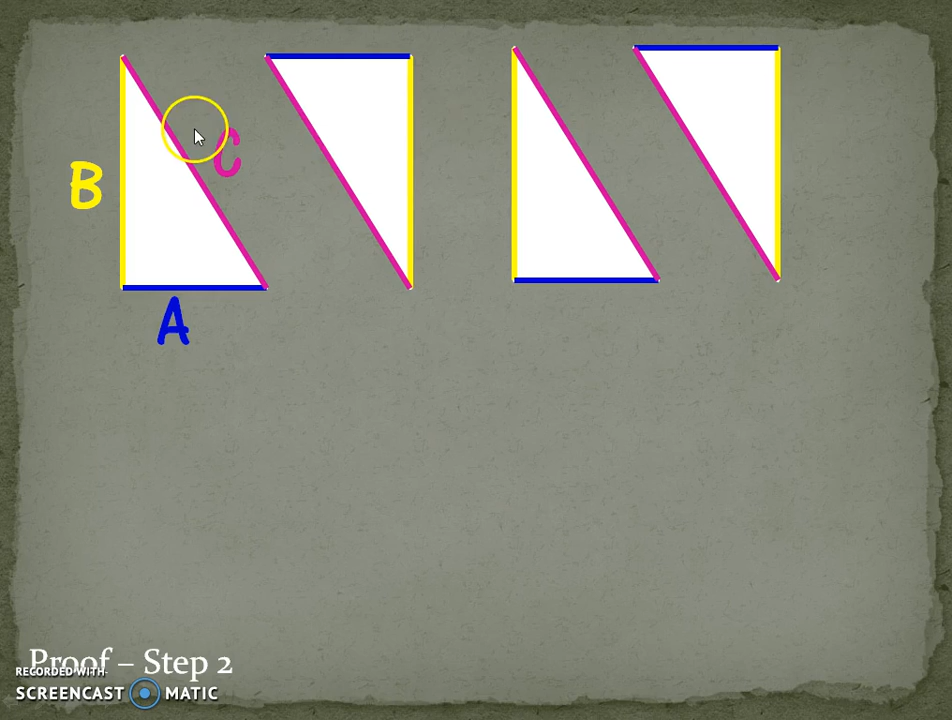 B
C
A
Proof – Step 2
RECORDED WITH
SCREENCAST MATIC